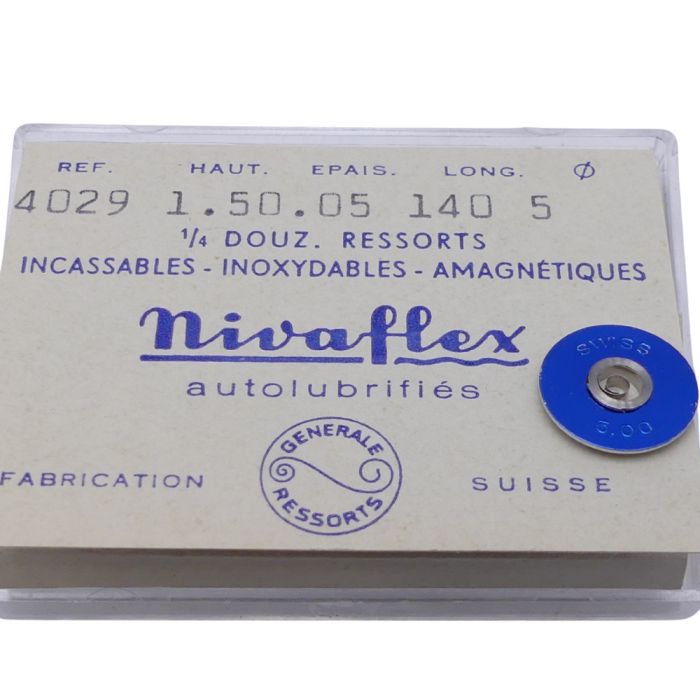 REF. HAUT. EPAIS. LONG. Ø
4029 1.50.05 140 5
1/4 DOUZ. RESSORTS
INCASSABLES - INOXYDABLES - AMAGNÉTIQUES
nivaflex
autolubrifiés
SWISS
5.00
GENERALE
RESSORTS
FABRICATION SUISSE